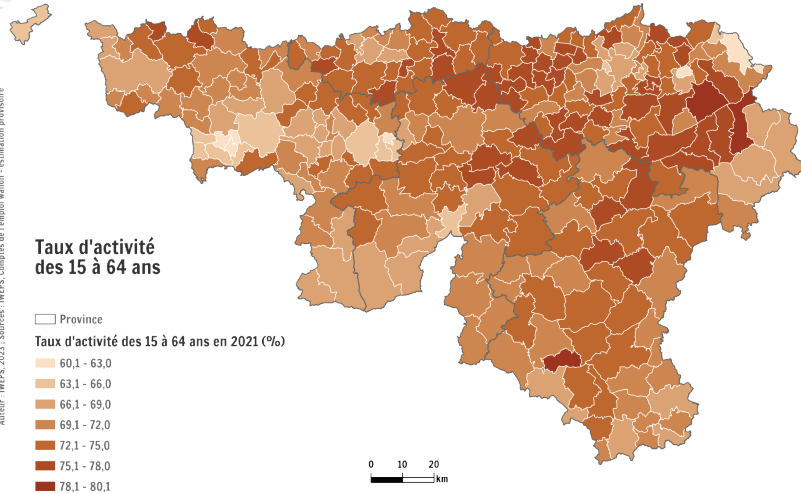 Taux d'activité
des 15 à 64 ans
Province
Taux d'activité des 15 à 64 ans en 2021 (%)
60,1 - 63,0
63,1 - 66,0
66,1 - 69,0
69,1 - 72,0
72,1 - 75,0
75,1 - 78,0
78,1 - 80,1
0 10 20
km
Auteur : IWEPS, 2023 ; Sources : IWEPS, Comptes de l'emploi wallon - estimation provisoire